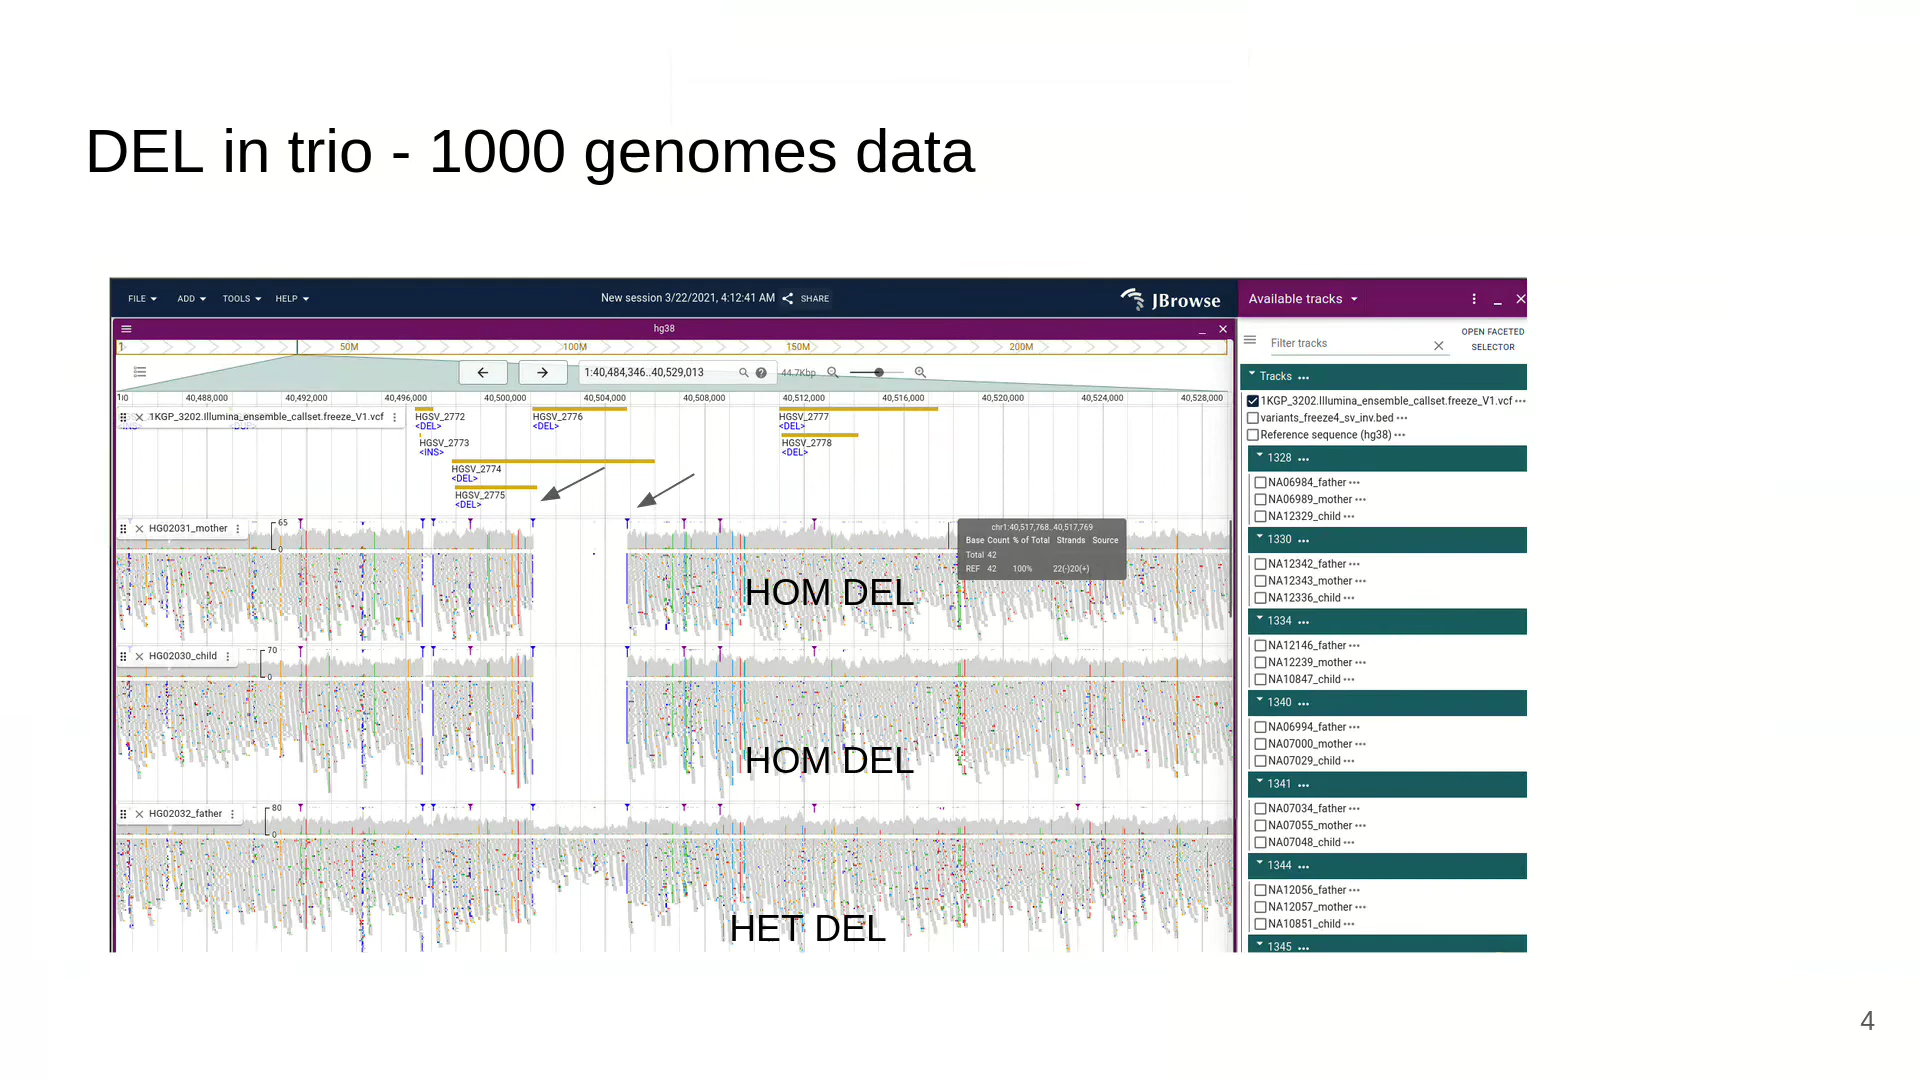 DEL in trio - 1000 genomes data
FILE ADD TOOLS HELP New session 3/22/2021, 4:12:41 AM SHARE JBrowse
hg38
1 50M 100M 150M 200M
1:40,484,346..40,529,013 44.7Kbp
40,488,000 40,492,000 40,496,000 40,500,000 40,504,000 40,508,000 40,512,000 40,516,000 40,520,000 40,524,000 40,528,000
1KGP_3202.Illumina_ensemble_callset.freeze_V1.vcf
HGSV_2772 HGSV_2776 HGSV_2777
<DEL> <DEL> <DEL>
HGSV_2773 HGSV_2778
<INS> <DEL>
HGSV_2774
<DEL>
HGSV_2775
<DEL>
HG02031_mother 65
0
chr1:40,517,768..40,517,769
Base Count % of Total Strands Source
Total 42
REF 42 100% 22(-)20(+)
HOM DEL
HG02030_child 70
0
HOM DEL
HG02032_father 80
0
HET DEL
Available tracks
Filter tracks
OPEN FACETED
SELECTOR
Tracks ...
1KGP_3202.Illumina_ensemble_callset.freeze_V1.vcf ...
variants_freeze4_sv_inv.bed ...
Reference sequence (hg38) ...
1328 ...
NA06984_father ...
NA06989_mother ...
NA12329_child ...
1330 ...
NA12342_father ...
NA12343_mother ...
NA12336_child ...
1334 ...
NA12146_father ...
NA12239_mother ...
NA10847_child ...
1340 ...
NA06994_father ...
NA07000_mother ...
NA07029_child ...
1341 ...
NA07034_father ...
NA07055_mother ...
NA07048_child ...
1344 ...
NA12056_father ...
NA12057_mother ...
NA10851_child ...
1345 ...
4